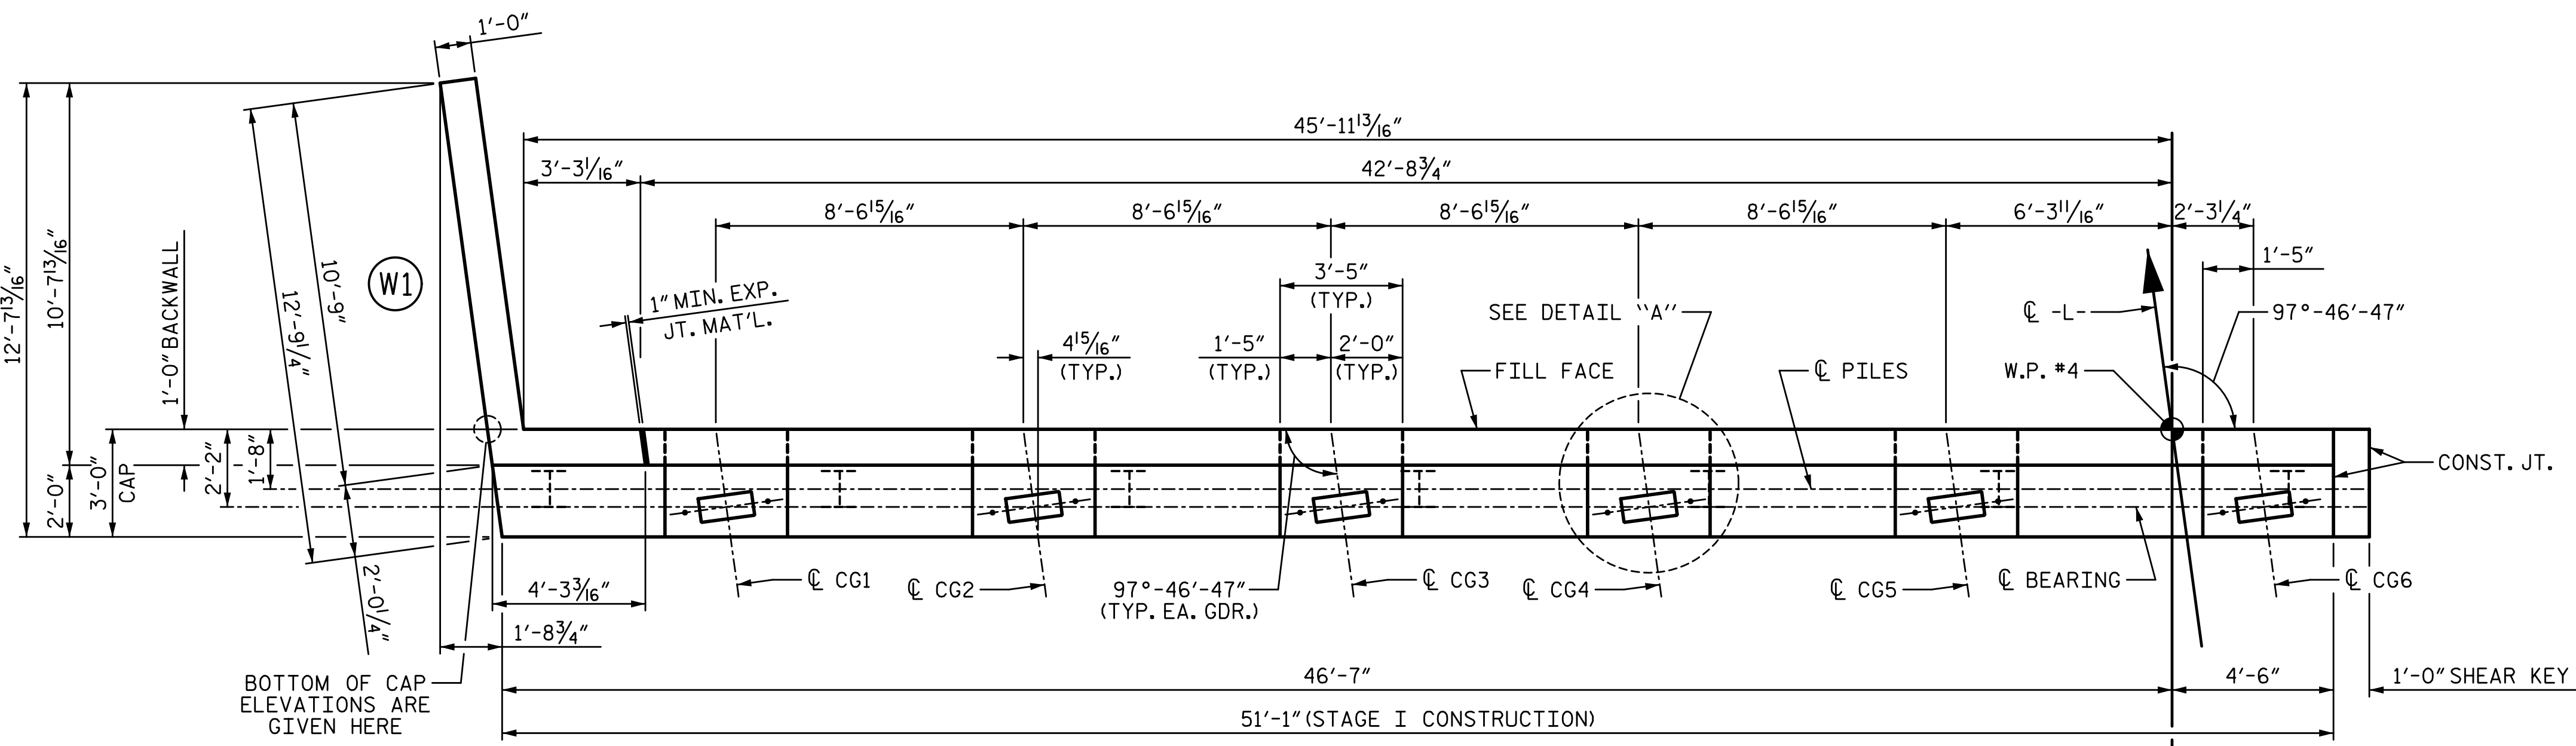 1'-0"
45'-11 13/16"
3'-3 1/16"
42'-8 3/4"
8'-6 15/16"
8'-6 15/16"
8'-6 15/16"
8'-6 15/16"
6'-3 11/16"
2'-3 1/4"
12'-7 13/16"
10'-7 13/16"
1'-0" BACKWALL
12'-9 1/4"
10'-9"
W1
1" MIN. EXP.
JT. MAT'L.
4 15/16"
(TYP.)
3'-5"
(TYP.)
1'-5"
(TYP.)
2'-0"
(TYP.)
SEE DETAIL "A"
FILL FACE
℄ PILES
℄ -L-
W.P. #4
1'-5"
97°-46'-47"
2'-0"
3'-0"
CAP
2'-2"
1'-8"
CONST. JT.
2'-0 1/4"
4'-3 3/16"
1'-8 3/4"
℄ CG1
℄ CG2
97°-46'-47"
(TYP. EA. GDR.)
℄ CG3
℄ CG4
℄ CG5
℄ BEARING
℄ CG6
BOTTOM OF CAP
ELEVATIONS ARE
GIVEN HERE
46'-7"
4'-6"
1'-0" SHEAR KEY
51'-1" (STAGE I CONSTRUCTION)